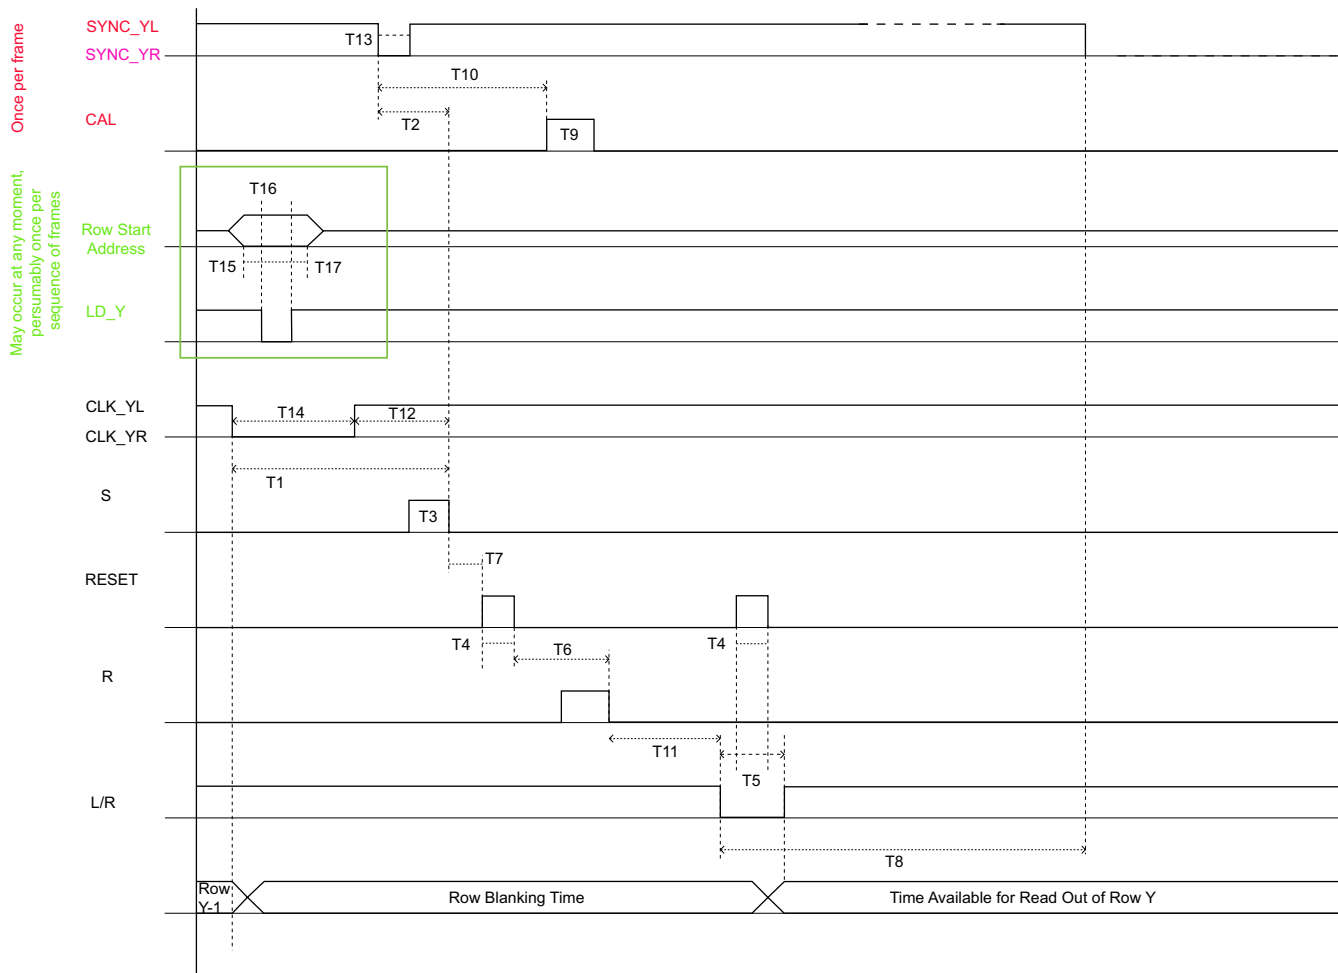 Once per frame
SYNC_YL
T13
SYNC_YR
T10
T2
CAL
T9
May occur at any moment,
persumably once per
sequence of frames
T16
Row Start
Address
T15
T17
LD_Y
CLK_YL
T14
T12
CLK_YR
T1
S
T3
T7
RESET
T4
T6
T4
R
T11
T5
L/R
T8
Row
Y-1
Row Blanking Time
Time Available for Read Out of Row Y